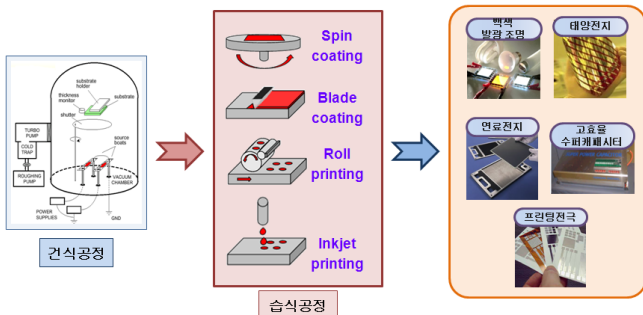 substrate
holder
thickness
monitor
substrate
shutter
TURBO
PUMP
COLD
TRAP
ROUGHING
PUMP
source
boats
VACUUM
CHAMBER
POWER
SUPPLIES
GND
건식공정
Spin
coating
Blade
coating
Roll
printing
Inkjet
printing
습식공정
백색
발광 조명
태양전지
연료전지
고효율
수퍼캐패시터
프린팅전극